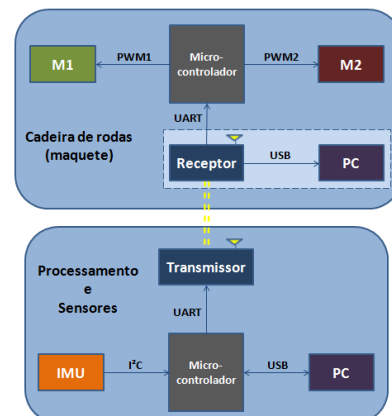 M1
PWM1
Micro-
controlador
PWM2
M2
UART
Cadeira de rodas
(maquete)
Receptor
USB
PC
Processamento
e
Sensores
Transmissor
UART
IMU
I²C
Micro-
controlador
USB
PC